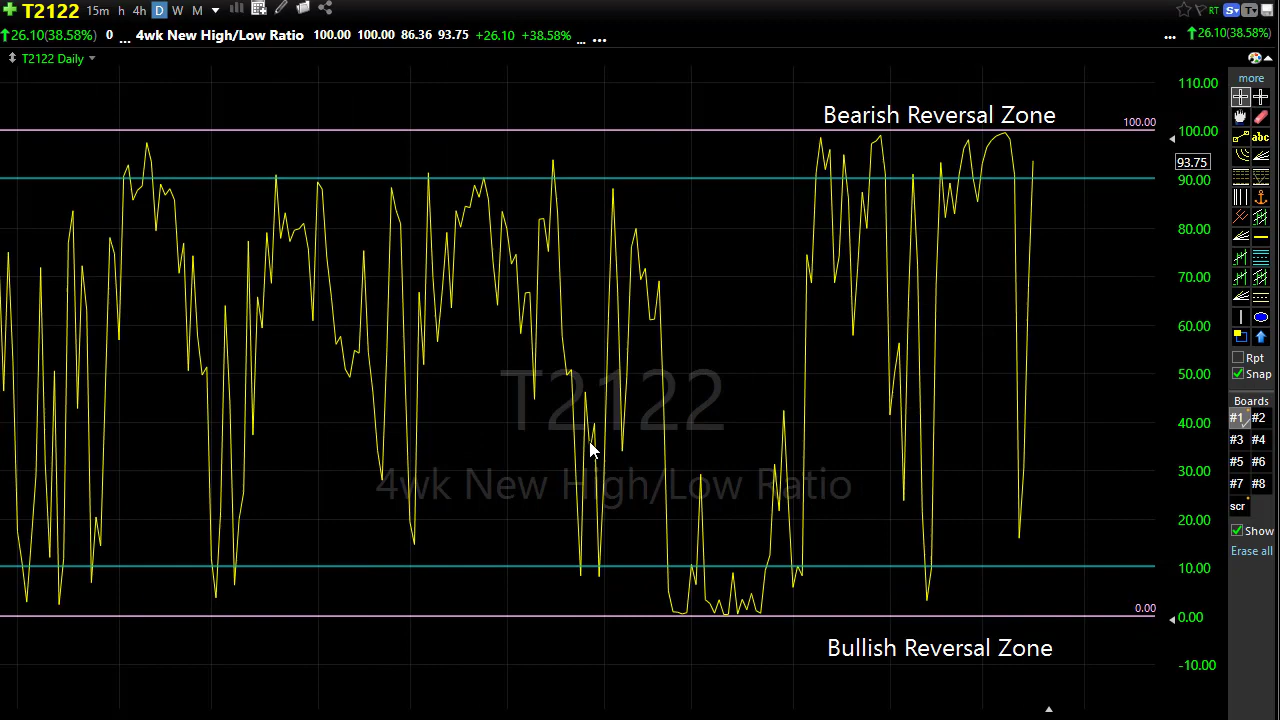 T2122 15m h 4h D W M
RT S T
↑26.10(38.58%) 0 ... 4wk New High/Low Ratio 100.00 100.00 86.36 93.75 +26.10 +38.58% ... ...
... ↑26.10(38.58%)
T2122 Daily
more
Bearish Reversal Zone
110.00
100.00
100.00
93.75
90.00
80.00
70.00
60.00
50.00
40.00
30.00
20.00
10.00
0.00
0.00
-10.00
T2122
4wk New High/Low Ratio
Bullish Reversal Zone
abc
Rpt
Snap
Boards
#1 #2
#3 #4
#5 #6
#7 #8
scr
Show
Erase all